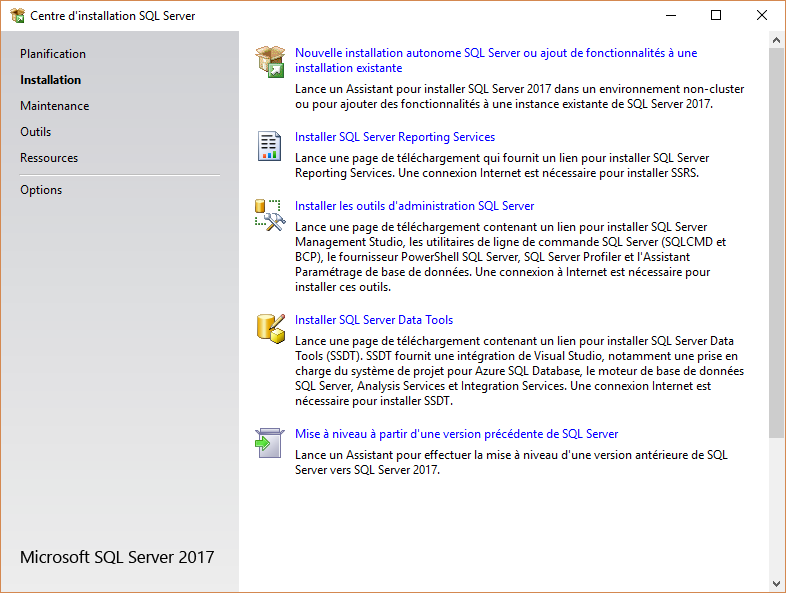 Centre d'installation SQL Server
Planification
Installation
Maintenance
Outils
Ressources
Options
Microsoft SQL Server 2017
Nouvelle installation autonome SQL Server ou ajout de fonctionnalités à une
installation existante
Lance un Assistant pour installer SQL Server 2017 dans un environnement non-cluster
ou pour ajouter des fonctionnalités à une instance existante de SQL Server 2017.
Installer SQL Server Reporting Services
Lance une page de téléchargement qui fournit un lien pour installer SQL Server
Reporting Services. Une connexion Internet est nécessaire pour installer SSRS.
Installer les outils d'administration SQL Server
Lance une page de téléchargement contenant un lien pour installer SQL Server
Management Studio, les utilitaires de ligne de commande SQL Server (SQLCMD et
BCP), le fournisseur PowerShell SQL Server, SQL Server Profiler et l'Assistant
Paramétrage de base de données. Une connexion à Internet est nécessaire pour
installer ces outils.
Installer SQL Server Data Tools
Lance une page de téléchargement contenant un lien pour installer SQL Server Data
Tools (SSDT). SSDT fournit une intégration de Visual Studio, notamment une prise en
charge du système de projet pour Azure SQL Database, le moteur de base de données
SQL Server, Analysis Services et Integration Services. Une connexion Internet est
nécessaire pour installer SSDT.
Mise à niveau à partir d'une version précédente de SQL Server
Lance un Assistant pour effectuer la mise à niveau d'une version antérieure de SQL
Server vers SQL Server 2017.